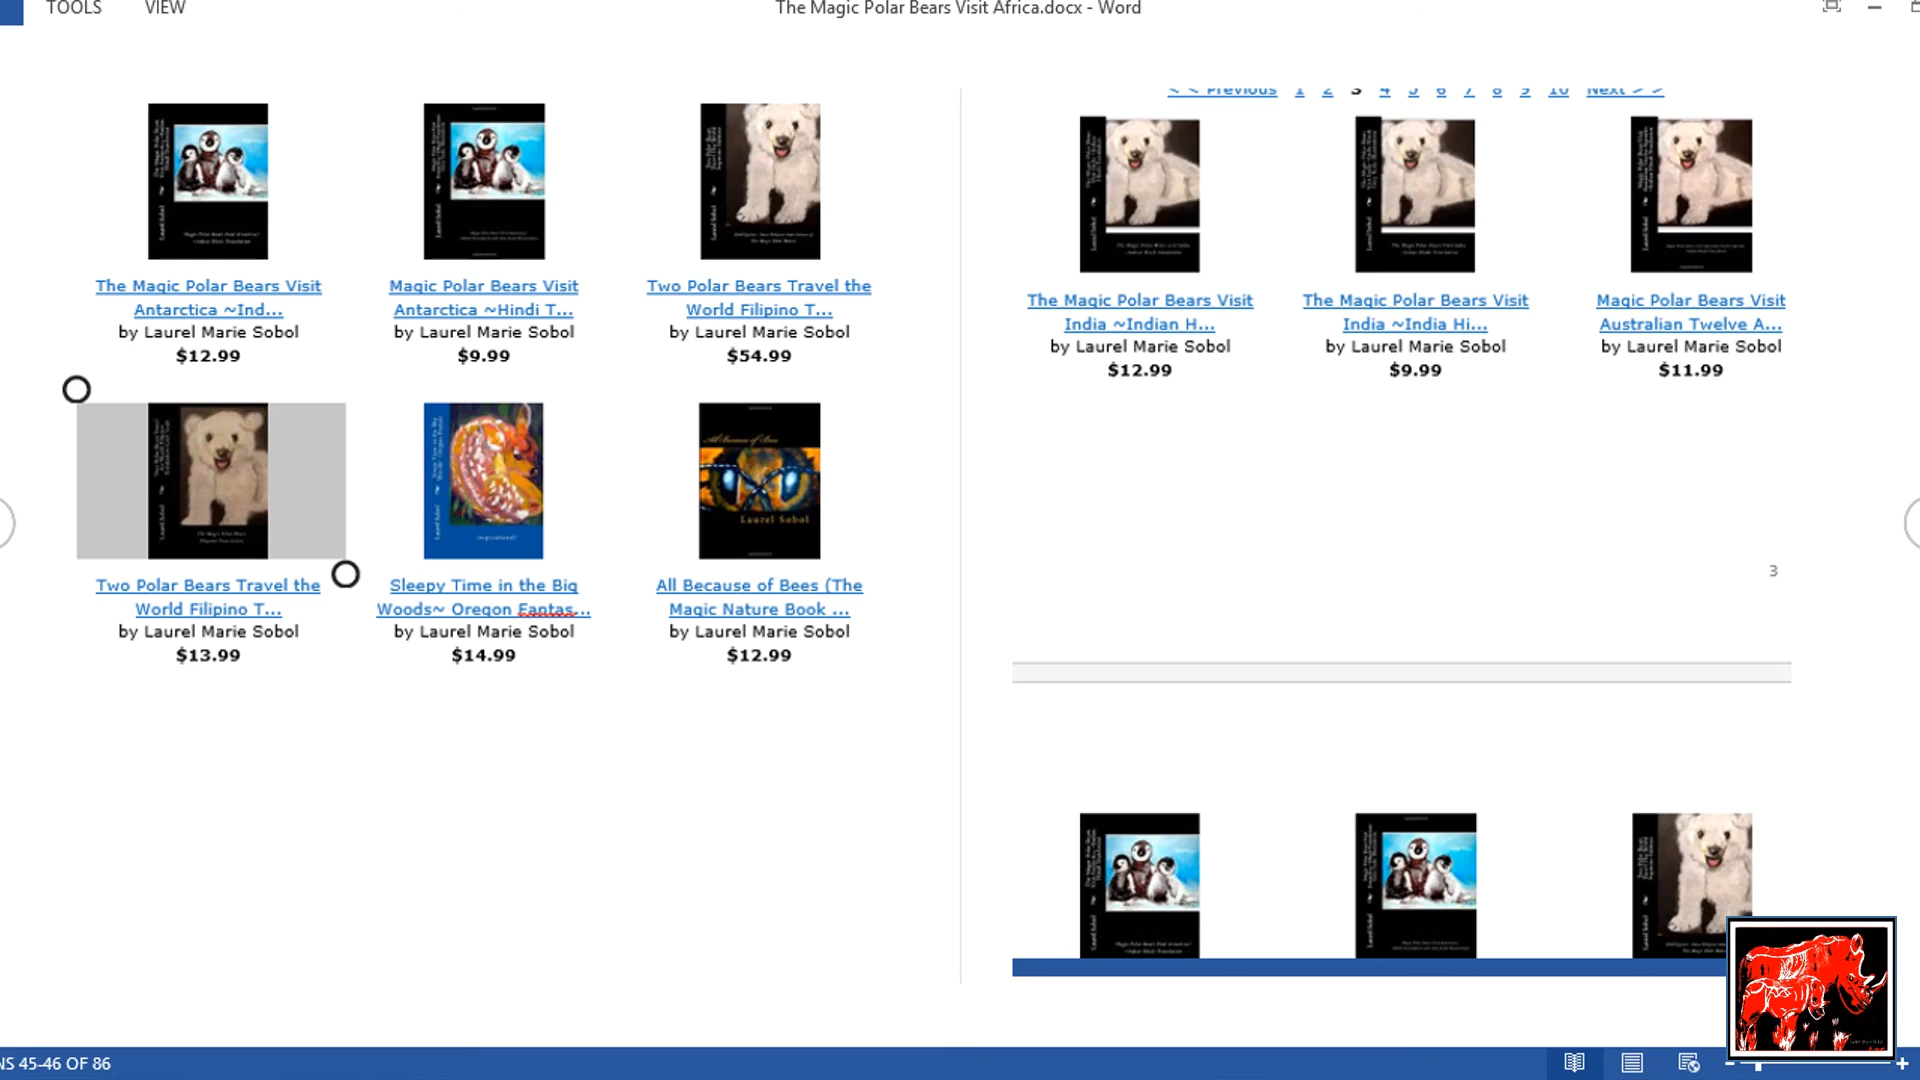 TOOLS VIEW The Magic Polar Bears Visit Africa.docx - Word
The Magic Polar Bears Visit
Antarctica ~Ind...
by Laurel Marie Sobol
$12.99
Magic Polar Bears Visit
Antarctica ~Hindi T...
by Laurel Marie Sobol
$9.99
Two Polar Bears Travel the
World Filipino T...
by Laurel Marie Sobol
$54.99
Two Polar Bears Travel the
World Filipino T...
by Laurel Marie Sobol
$13.99
Sleepy Time in the Big
Woods~ Oregon Fantas...
by Laurel Marie Sobol
$14.99
All Because of Bees
Laurel Sobol
All Because of Bees (The
Magic Nature Book ...
by Laurel Marie Sobol
$12.99
< < Previous 1 2 3 4 5 6 7 8 9 10 Next > >
The Magic Polar Bears Visit
India ~Indian H...
by Laurel Marie Sobol
$12.99
The Magic Polar Bears Visit
India ~India Hi...
by Laurel Marie Sobol
$9.99
Magic Polar Bears Visit
Australian Twelve A...
by Laurel Marie Sobol
$11.99
3
NS 45-46 OF 86